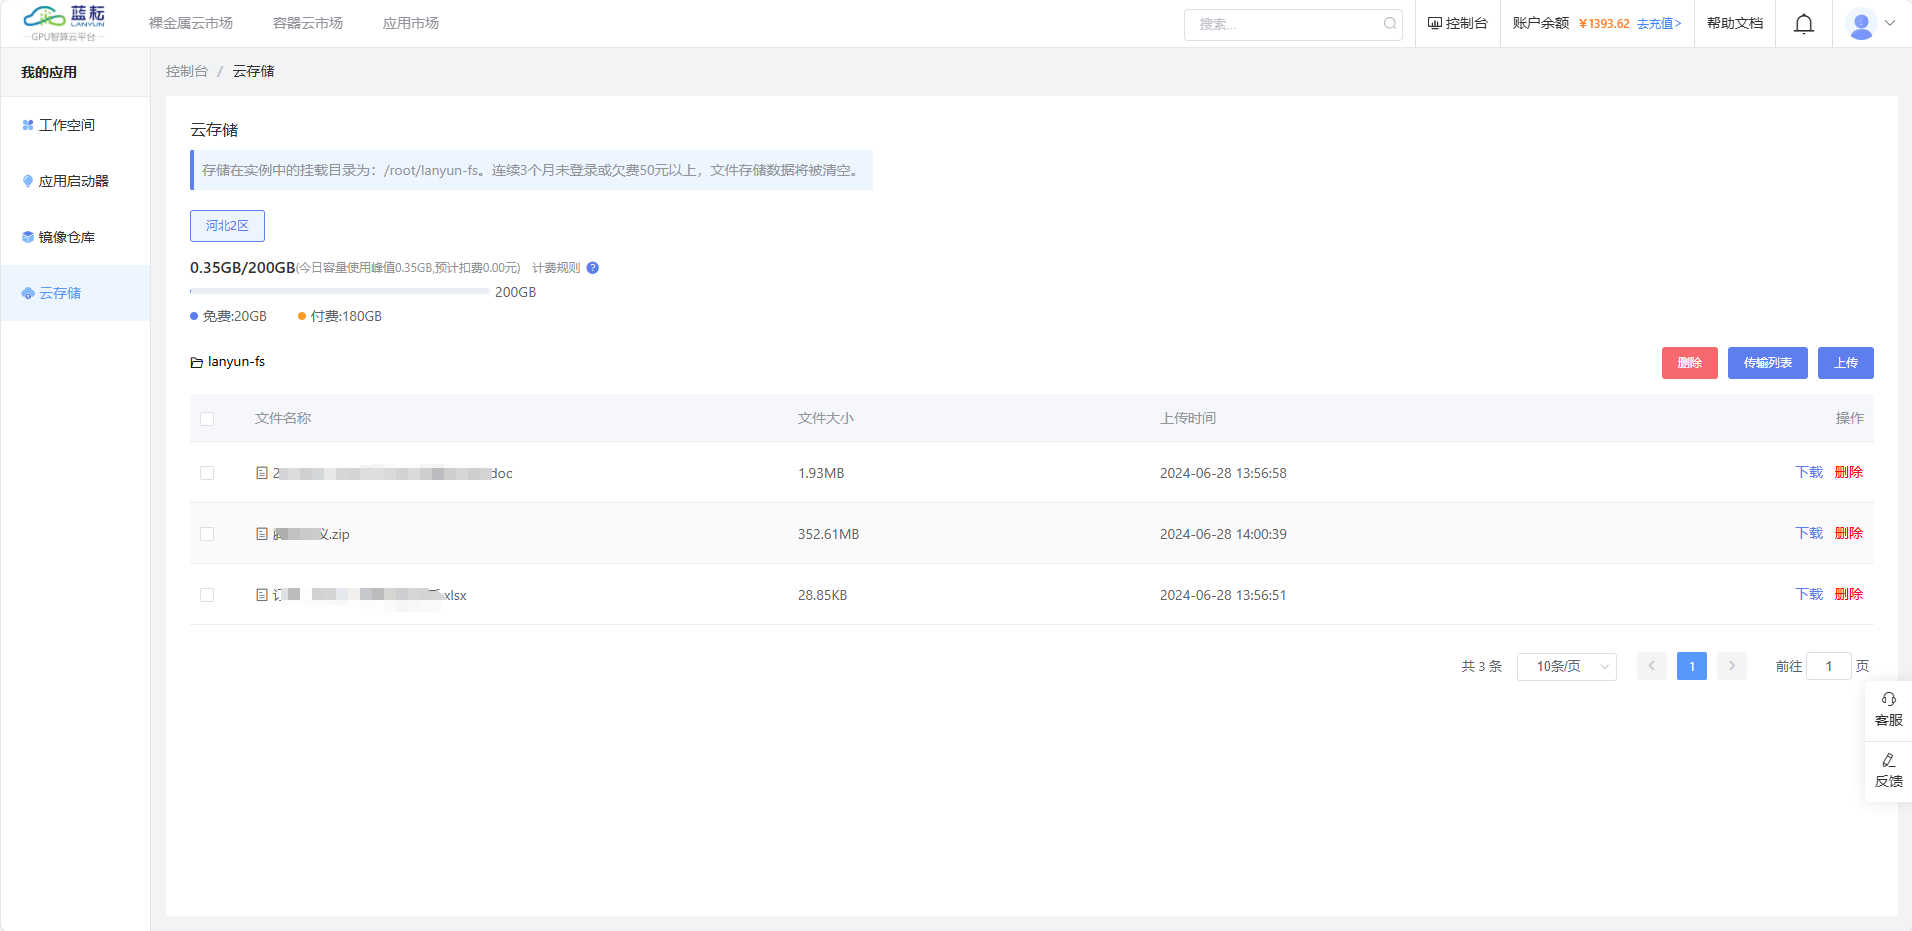 蓝耘
LANYUN
GPU智算云平台
裸金属云市场
容器云市场
应用市场
搜索...
控制台
账户余额 ¥1393.62 去充值>
帮助文档
我的应用
工作空间
应用启动器
镜像仓库
云存储
控制台 / 云存储
云存储
存储在实例中的挂载目录为：/root/lanyun-fs。连续3个月未登录或欠费50元以上，文件存储数据将被清空。
河北2区
0.35GB/200GB(今日容量使用峰值0.35GB,预计扣费0.00元) 计费规则 ?
200GB
免费:20GB 付费:180GB
lanyun-fs
删除 传输列表 上传
文件名称 文件大小 上传时间 操作
2 doc 1.93MB 2024-06-28 13:56:58 下载 删除
.zip 352.61MB 2024-06-28 14:00:39 下载 删除
.xlsx 28.85KB 2024-06-28 13:56:51 下载 删除
共 3 条 10条/页 1 前往 1 页
客服
反馈